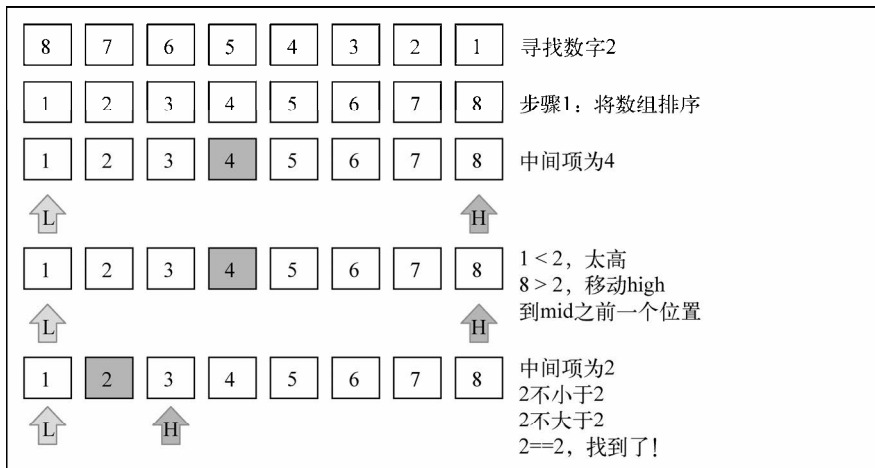 8 7 6 5 4 3 2 1 寻找数字2
1 2 3 4 5 6 7 8 步骤1：将数组排序
1 2 3 4 5 6 7 8 中间项为4
L H
1 2 3 4 5 6 7 8 1 < 2，太高
8 > 2，移动high
到mid之前一个位置
L H
1 2 3 4 5 6 7 8 中间项为2
2不小于2
2不大于2
L H
2==2，找到了！